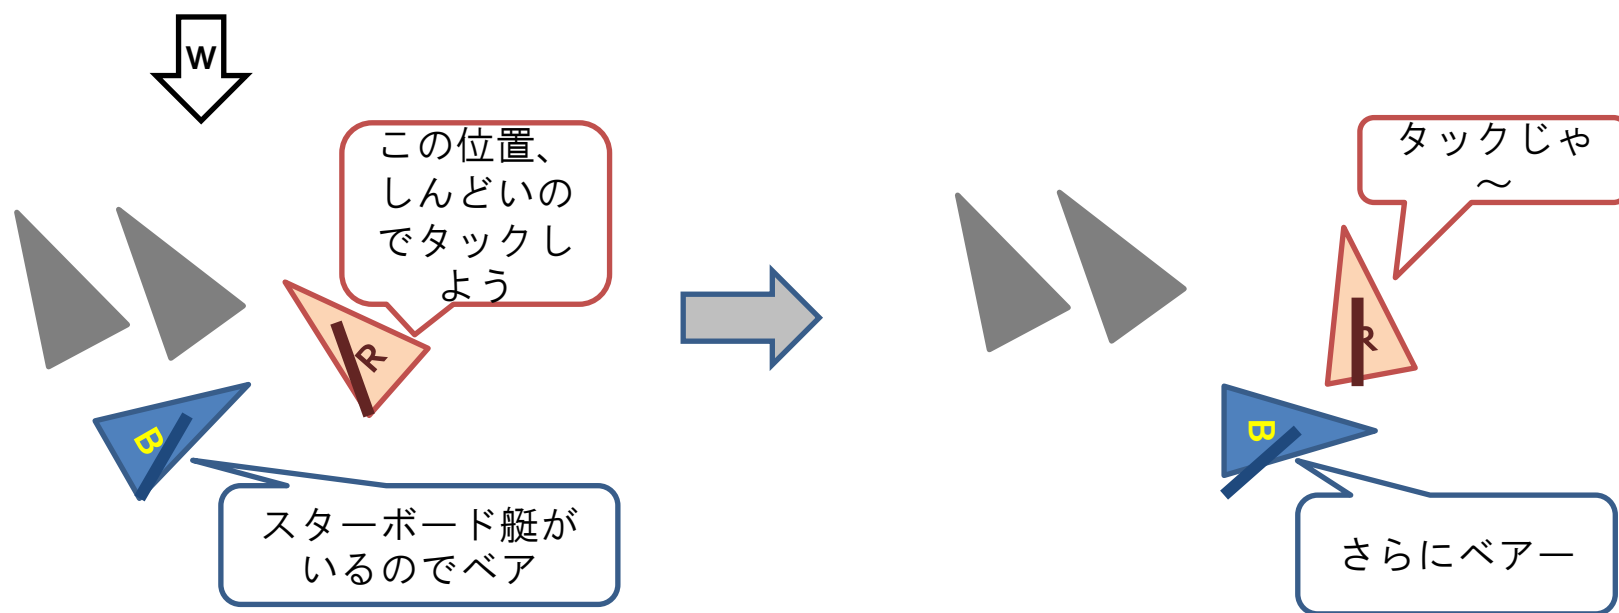 W
この位置、
しんどいの
でタックし
よう
R
B
スターボード艇が
いるのでベア
タックじゃ
～
R
B
さらにベアー